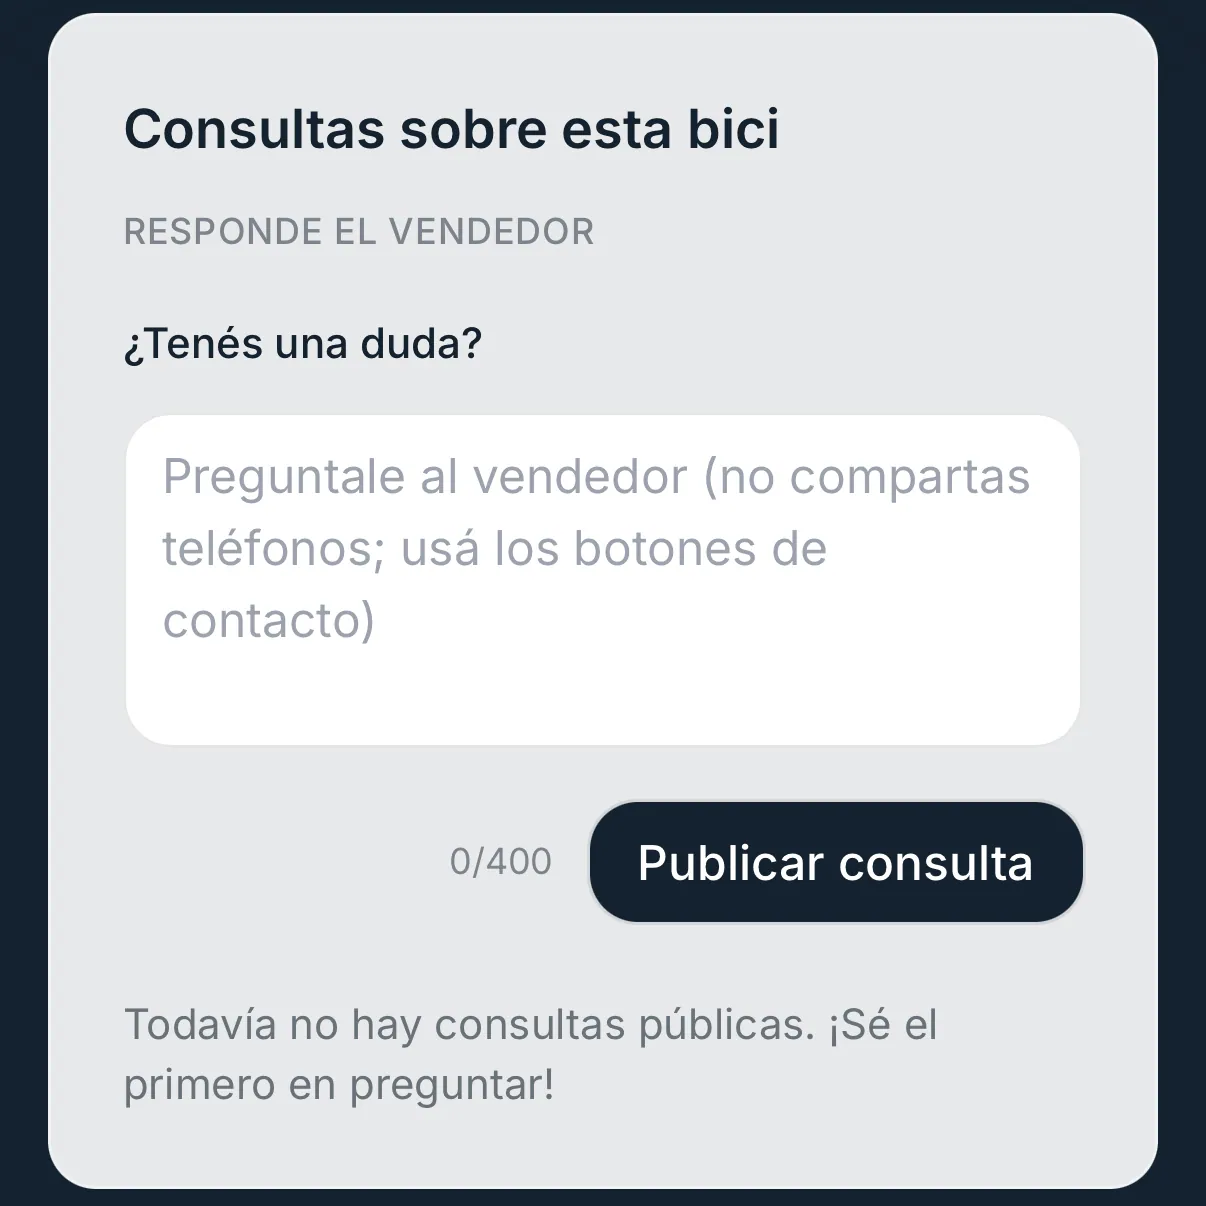 Consultas sobre esta bici
RESPONDE EL VENDEDOR
¿Tenés una duda?
Preguntale al vendedor (no compartas
teléfonos; usá los botones de
contacto)
0/400
Publicar consulta
Todavía no hay consultas públicas. ¡Sé el
primero en preguntar!